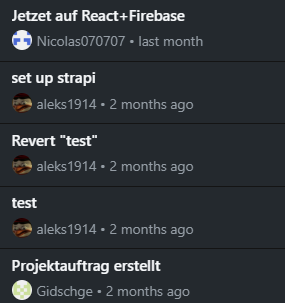 Jetzet auf React+Firebase
Nicolas070707 • last month
set up strapi
aleks1914 • 2 months ago
Revert "test"
aleks1914 • 2 months ago
test
aleks1914 • 2 months ago
Projektauftrag erstellt
Gidschge • 2 months ago